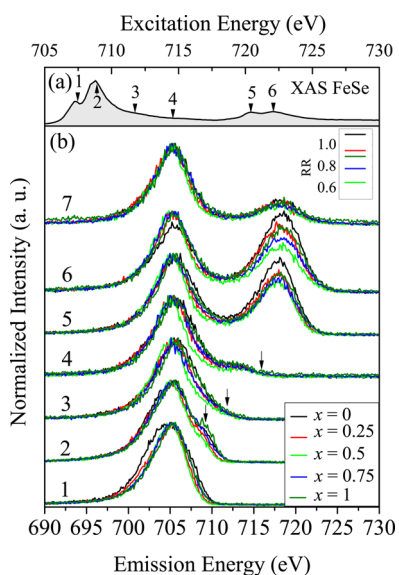 Excitation Energy (eV)
705 710 715 720 725 730
(a)
XAS FeSe
1
2
3
4
5
6
(b)
1.0
0.8
0.6
RR
7
6
5
4
3
2
1
x = 0
x = 0.25
x = 0.5
x = 0.75
x = 1
Normalized Intensity (a. u.)
690 695 700 705 710 715 720 725 730
Emission Energy (eV)